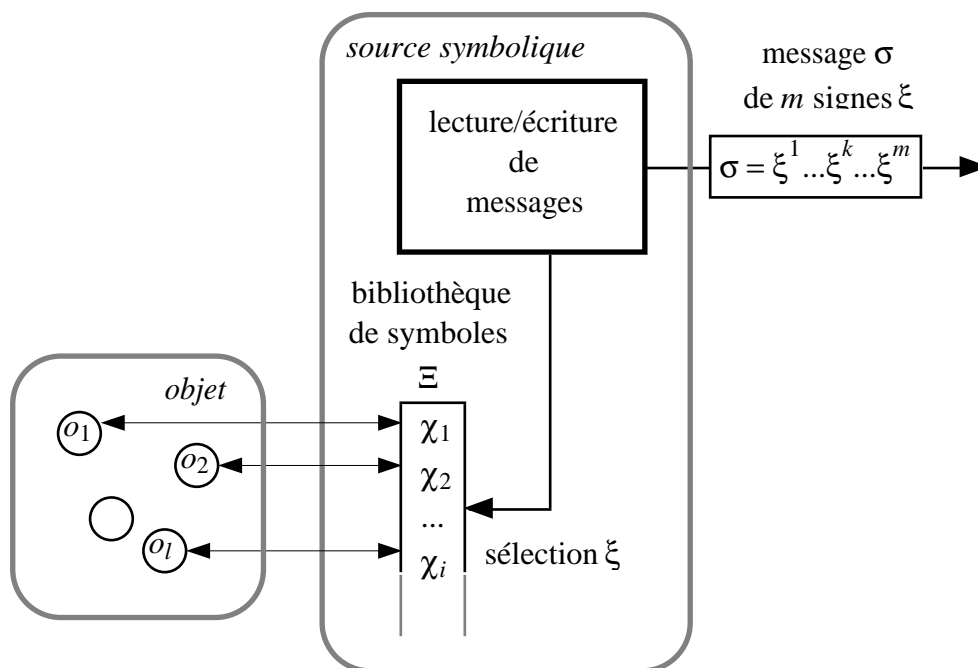 source symbolique
message σ
de m signes ξ
lecture/écriture
de
messages
σ = ξ¹...ξᵏ...ξᵐ
bibliothèque
de symboles
Ξ
objet
o₁
χ₁
o₂
χ₂
...
oₗ
χᵢ
sélection ξ